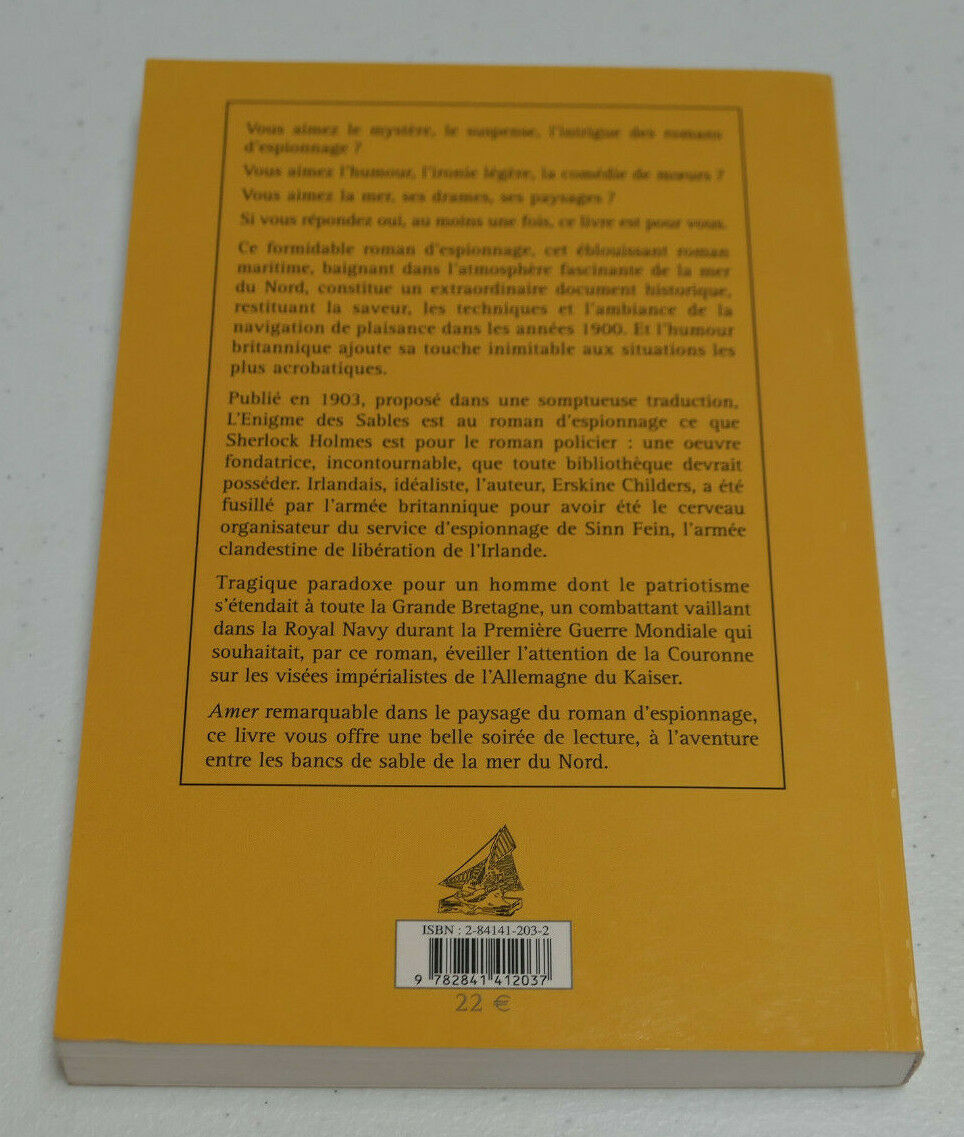 Vous aimez le mystère, le suspense, l'intrigue des romans
d'espionnage ?
Vous aimez l'humour, l'ironie légère, la comédie de mœurs ?
Vous aimez la mer, ses drames, ses paysages ?
Si vous répondez oui, au moins une fois, ce livre est pour vous.
Ce formidable roman d'espionnage, cet éblouissant roman
maritime, baignant dans l'atmosphère fascinante de la mer
du Nord, constitue un extraordinaire document historique,
restituant la saveur, les techniques et l'ambiance de la
navigation de plaisance dans les années 1900. Et l'humour
britannique ajoute sa touche inimitable aux situations les
plus acrobatiques.
Publié en 1903, proposé dans une somptueuse traduction,
L'Enigme des Sables est au roman d'espionnage ce que
Sherlock Holmes est pour le roman policier : une oeuvre
fondatrice, incontournable, que toute bibliothèque devrait
posséder. Irlandais, idéaliste, l'auteur, Erskine Childers, a été
fusillé par l'armée britannique pour avoir été le cerveau
organisateur du service d'espionnage de Sinn Fein, l'armée
clandestine de libération de l'Irlande.
Tragique paradoxe pour un homme dont le patriotisme
s'étendait à toute la Grande Bretagne, un combattant vaillant
dans la Royal Navy durant la Première Guerre Mondiale qui
souhaitait, par ce roman, éveiller l'attention de la Couronne
sur les visées impérialistes de l'Allemagne du Kaiser.
Amer remarquable dans le paysage du roman d'espionnage,
ce livre vous offre une belle soirée de lecture, à l'aventure
entre les bancs de sable de la mer du Nord.
ISBN : 2-84141-203-2
9 782841 412037
22 €